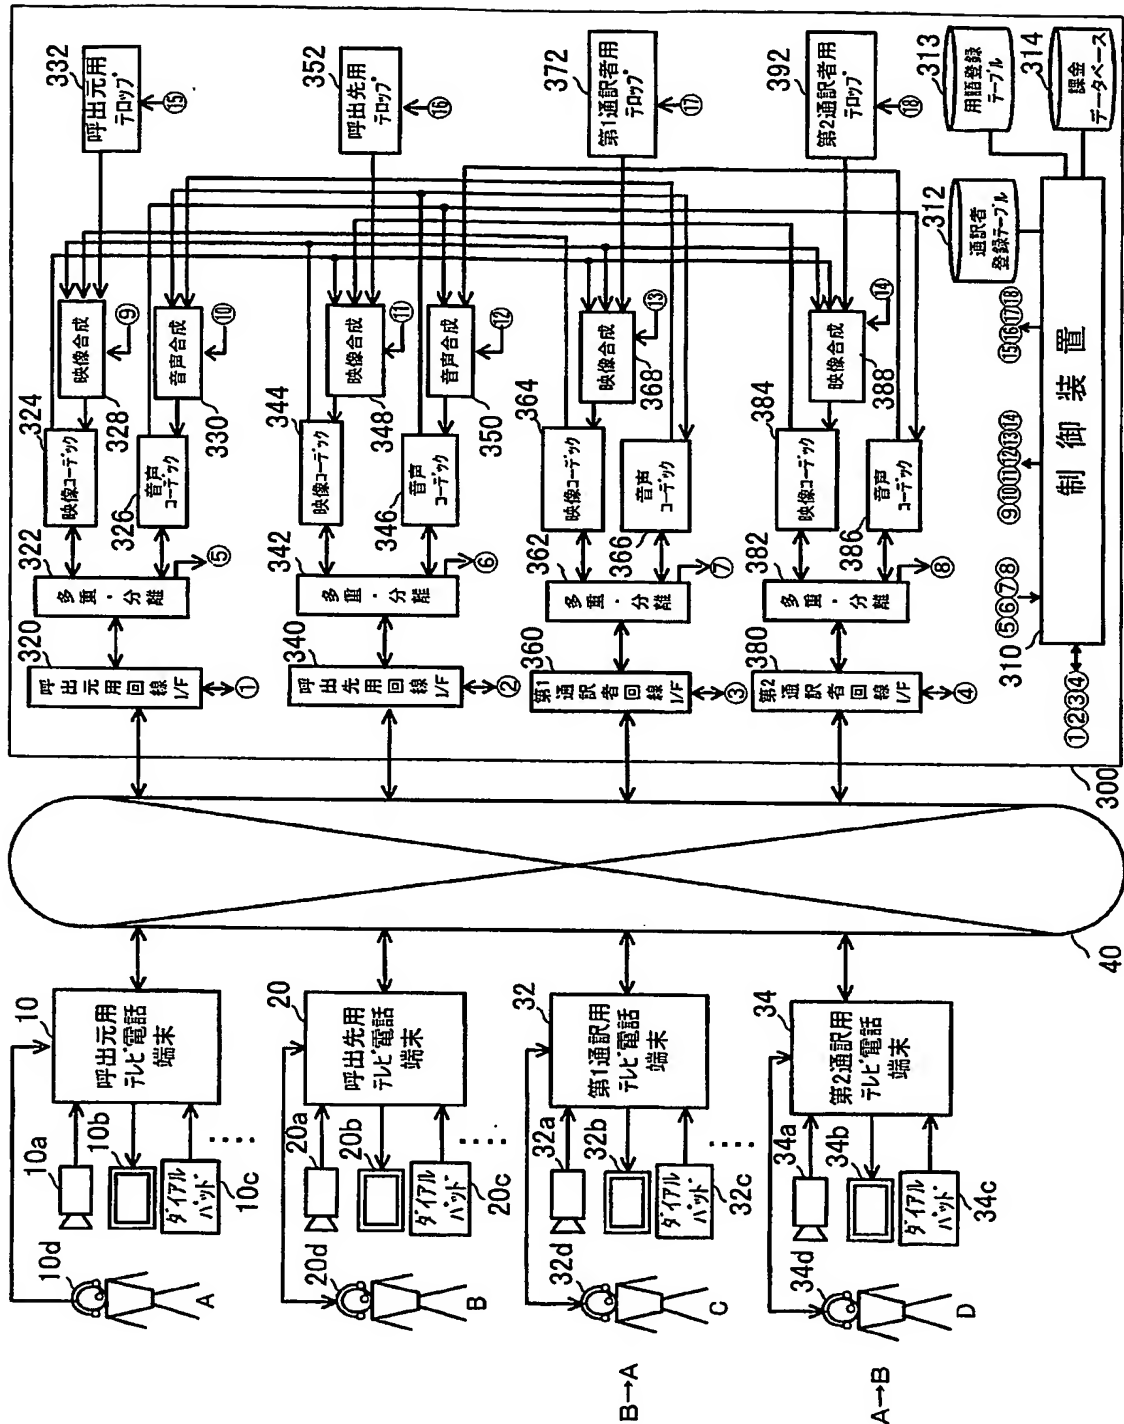 10
呼出元用
テレビ電話
端末
10a
10b
ダイアル
パッド
10c
10d
A
20
呼出先用
テレビ電話
端末
20a
20b
ダイアル
パッド
20c
20d
B
32
第1通訳用
テレビ電話
端末
32a
32b
ダイアル
パッド
32c
32d
C
B→A
34
第2通訳用
テレビ電話
端末
34a
34b
ダイアル
パッド
34c
34d
D
A→B
40
300
320
呼出元用回線
I/F
①
322
多重・分離
⑤
324
映像コーデック
326
音声
コーデック
328
映像合成
⑨
330
音声合成
⑩
332
呼出元用
テロップ
⑮
340
呼出先用回線
I/F
②
342
多重・分離
⑥
344
映像コーデック
346
音声
コーデック
348
映像合成
⑪
350
音声合成
⑫
352
呼出先用
テロップ
⑯
360
第1通訳者回線
I/F
③
362
多重・分離
⑦
364
映像コーデック
366
音声
コーデック
368
映像合成
⑬
372
第1通訳者用
テロップ
⑰
380
第2通訳者回線
I/F
④
382
多重・分離
⑧
384
映像コーデック
386
音声
コーデック
388
映像合成
⑭
392
第2通訳者用
テロップ
⑱
310
制御装置
①②③④
⑤⑥⑦⑧
⑨⑩⑪⑫⑬⑭
⑮⑯⑰⑱
312
通訳者
登録テーブル
313
用語登録
テーブル
314
課金
データベース